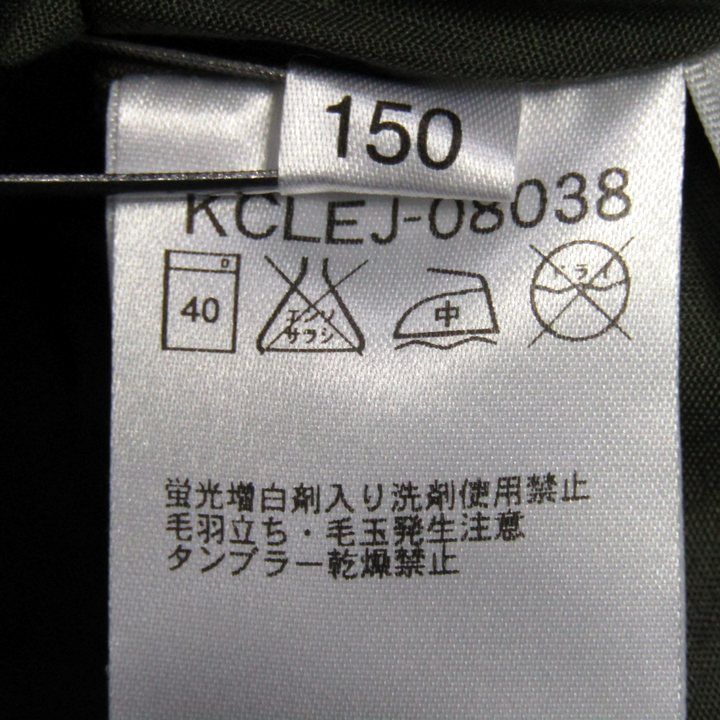 150
KCLEJ-08038
40
エンソ
サラシ
中
ドライ
蛍光増白剤入り洗剤使用禁止
毛羽立ち・毛玉発生注意
タンブラー乾燥禁止